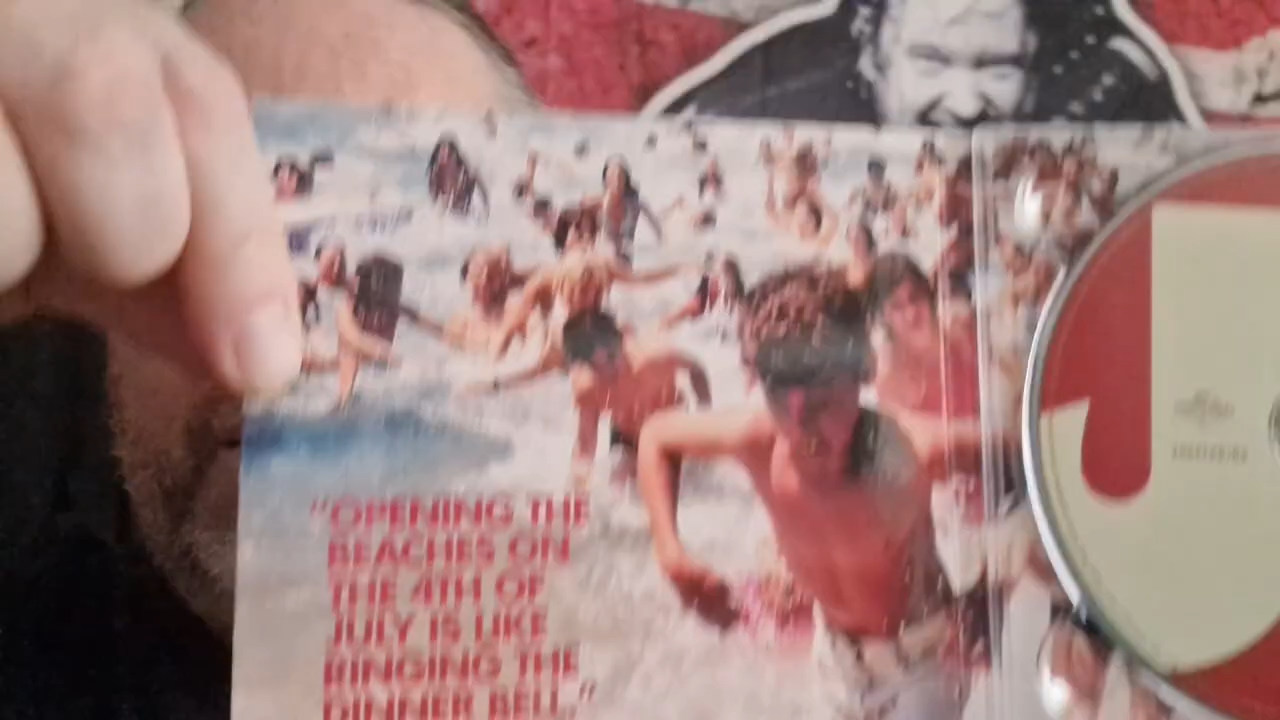 "OPENING THE
BEACHES ON
THE 4TH OF
JULY IS LIKE
RINGING THE
DINNER BELL."